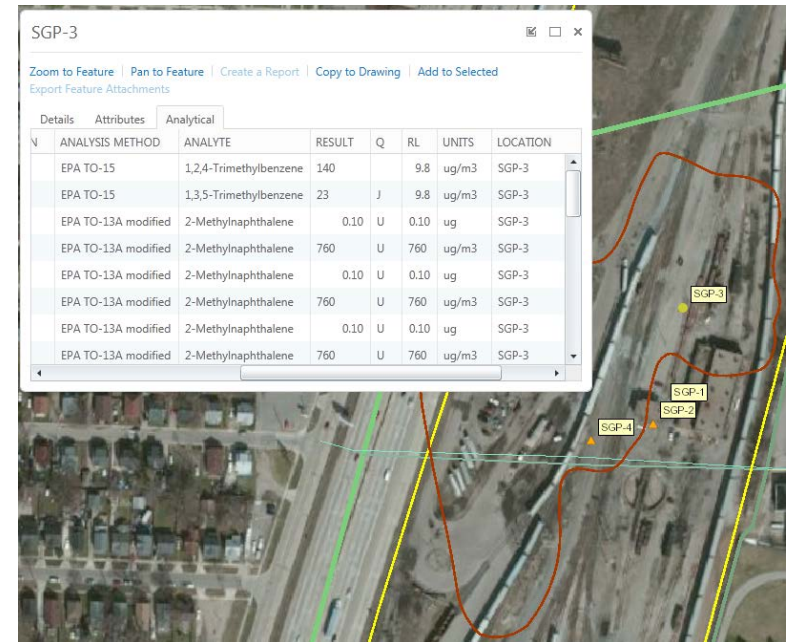 SGP-3
Zoom to Feature Pan to Feature Create a Report Copy to Drawing Add to Selected
Export Feature Attachments
Details Attributes Analytical
N ANALYSIS METHOD ANALYTE RESULT Q RL UNITS LOCATION
EPA TO-15 1,2,4-Trimethylbenzene 140 9.8 ug/m3 SGP-3
EPA TO-15 1,3,5-Trimethylbenzene 23 J 9.8 ug/m3 SGP-3
EPA TO-13A modified 2-Methylnaphthalene 0.10 U 0.10 ug SGP-3
EPA TO-13A modified 2-Methylnaphthalene 760 U 760 ug/m3 SGP-3
EPA TO-13A modified 2-Methylnaphthalene 0.10 U 0.10 ug SGP-3
EPA TO-13A modified 2-Methylnaphthalene 760 U 760 ug/m3 SGP-3
EPA TO-13A modified 2-Methylnaphthalene 0.10 U 0.10 ug SGP-3
EPA TO-13A modified 2-Methylnaphthalene 760 U 760 ug/m3 SGP-3
SGP-3
SGP-1
SGP-2
SGP-4